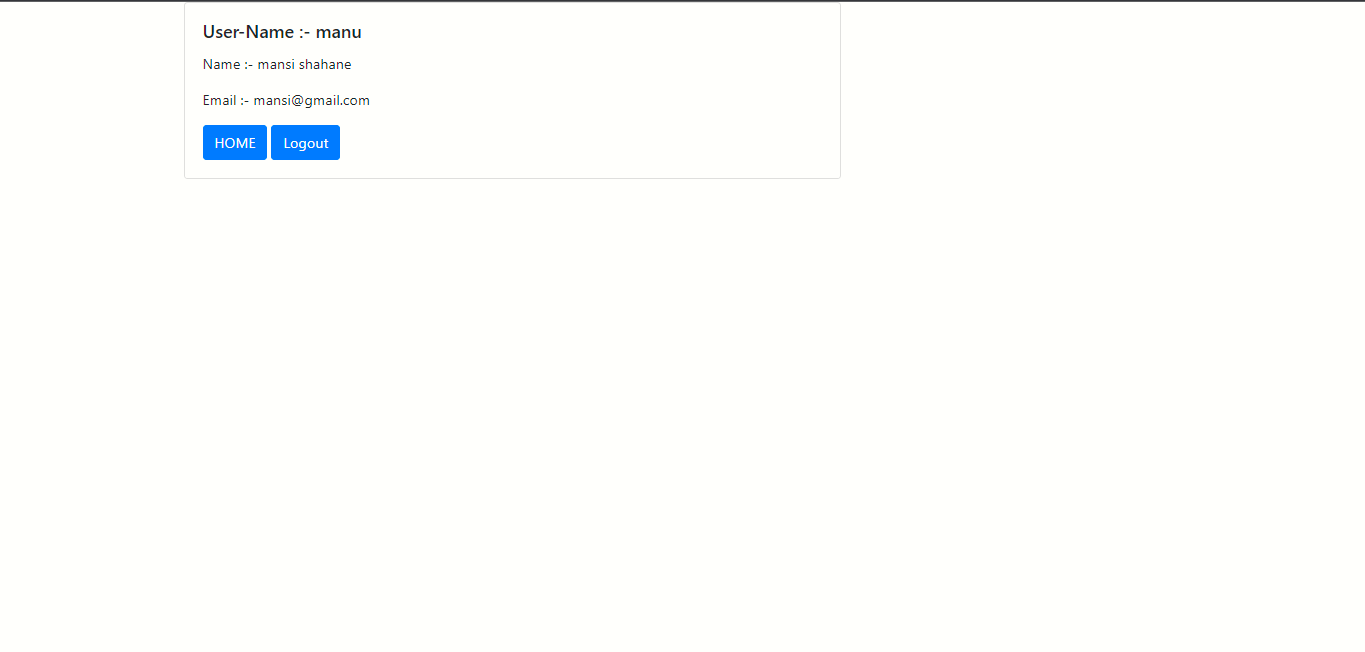 User-Name :- manu
Name :- mansi shahane
Email :- mansi@gmail.com
HOME Logout